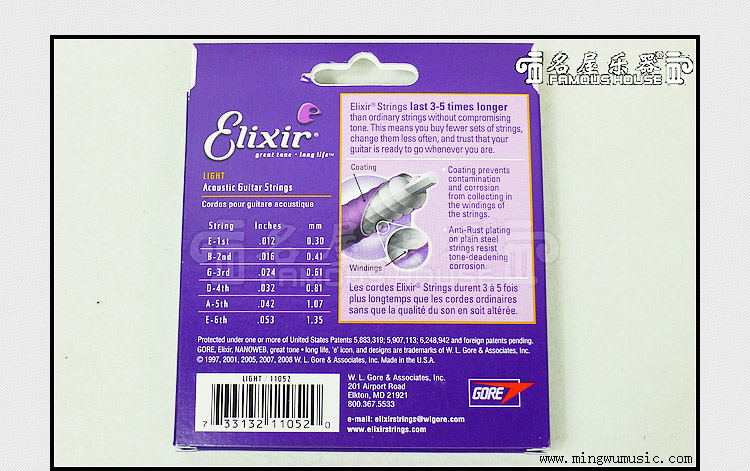 名屋乐器®
FAMOUSHOUSE
Elixir®
great tone • long life™
LIGHT
Acoustic Guitar Strings
Cordes pour guitare acoustique
String Inches mm
E-1st .012 0.30
B-2nd .016 0.41
G-3rd .024 0.61
D-4th .032 0.81
A-5th .042 1.07
E-6th .053 1.35
Elixir® Strings last 3-5 times longer
than ordinary strings without compromising
tone. This means you buy fewer sets of strings,
change them less often, and trust that your
guitar is ready to go whenever you are.
Coating
Windings
• Coating prevents
contamination
and corrosion
from collecting in
the windings of
the strings.
• Anti-Rust plating
on plain steel
strings resist
tone-deadening
corrosion.
Les cordes Elixir® Strings durent 3 à 5 fois
plus longtemps que les cordes ordinaires
sans que la qualité du son en soit altérée.
名屋乐器
FAMOUSHOUSE
Protected under one or more of United States Patents 5,883,319; 5,907,113; 6,248,942 and foreign patents pending.
GORE, Elixir, NANOWEB, great tone • long life, 'e' icon, and designs are trademarks of W. L. Gore & Associates, Inc.
© 1997, 2001, 2005, 2007, 2008 W. L. Gore & Associates, Inc. Made in the U.S.A.
LIGHT / 11052
7 33132 11052 0
W. L. Gore & Associates, Inc.
201 Airport Road
Elkton, MD 21921
800.367.5533
e-mail: elixirstrings@wlgore.com
www.elixirstrings.com
GORE
www.mingwumusic.com